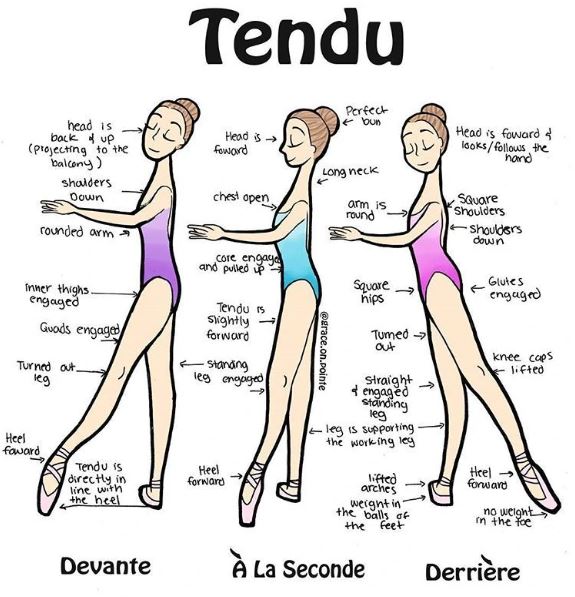 Tendu
head is
back & up
(projecting to the
balcony)
shoulders
Down
rounded arm
Inner thighs
engaged
Quads engaged
Turned out
leg
Heel
foward
Tendu is
directly in
line with
the heel
Devante
Head is
foward
Perfect
bun
Long neck
chest open
core engage
and pulled up
Tendu is
slightly
forward
standing
leg engaged
@grace.on.pointe
leg is supporting
the working leg
Heel
forward
À La Seconde
Head is foward &
looks/follows the
hand
arm is
round
Square
Shoulders
shoulders
down
Square
hips
Glutes
engaged
Turned
out
knee caps
lifted
straight
& engaged
standing
leg
lifted
arches
weight in
the balls of
the feet
Heel
forward
no weight
in the toe
Derrière